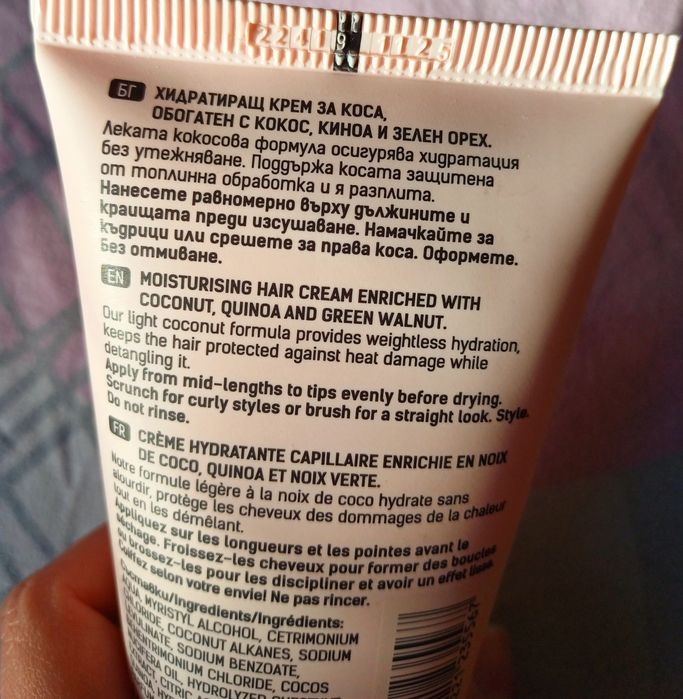 22419 1125
БГ ХИДРАТИРАЩ КРЕМ ЗА КОСА,
ОБОГАТЕН С КОКОС, КИНОА И ЗЕЛЕН ОРЕХ.
Леката кокосова формула осигурява хидратация
без утежняване. Поддържа косата защитена
от топлинна обработка и я разплита.
Нанесете равномерно върху дължините и
краищата преди изсушаване. Намачкайте за
къдрици или срешете за права коса. Оформете.
Без отмиване.
EN MOISTURISING HAIR CREAM ENRICHED WITH
COCONUT, QUINOA AND GREEN WALNUT.
Our light coconut formula provides weightless hydration,
keeps the hair protected against heat damage while
detangling it.
Apply from mid-lengths to tips evenly before drying.
Scrunch for curly styles or brush for a straight look. Style.
Do not rinse.
FR CRÈME HYDRATANTE CAPILLAIRE ENRICHIE EN NOIX
DE COCO, QUINOA ET NOIX VERTE.
Notre formule légère à la noix de coco hydrate sans
alourdir, protège les cheveux des dommages de la chaleur
tout en les démêlant.
Appliquez sur les longueurs et les pointes avant le
séchage. Froissez-les cheveux pour former des boucles
ou brossez-les pour les discipliner et avoir un effet lisse.
Coiffez selon votre envie! Ne pas rincer.
Съставки/Ingredients/Ingrédients:
AQUA, MYRISTYL ALCOHOL, CETRIMONIUM
CHLORIDE, COCONUT ALKANES, SODIUM
SODIUM BENZOATE,
CHLORIDE, COCOS
OIL, HYDROLYZED
CITRIC